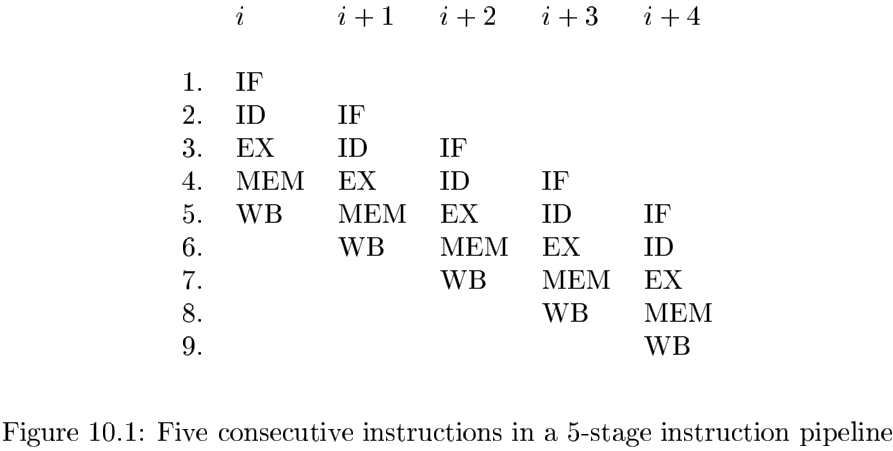 i i + 1 i + 2 i + 3 i + 4
1. IF
2. ID IF
3. EX ID IF
4. MEM EX ID IF
5. WB MEM EX ID IF
6. WB MEM EX ID
7. WB MEM EX
8. WB MEM
9. WB
Figure 10.1: Five consecutive instructions in a 5-stage instruction pipeline